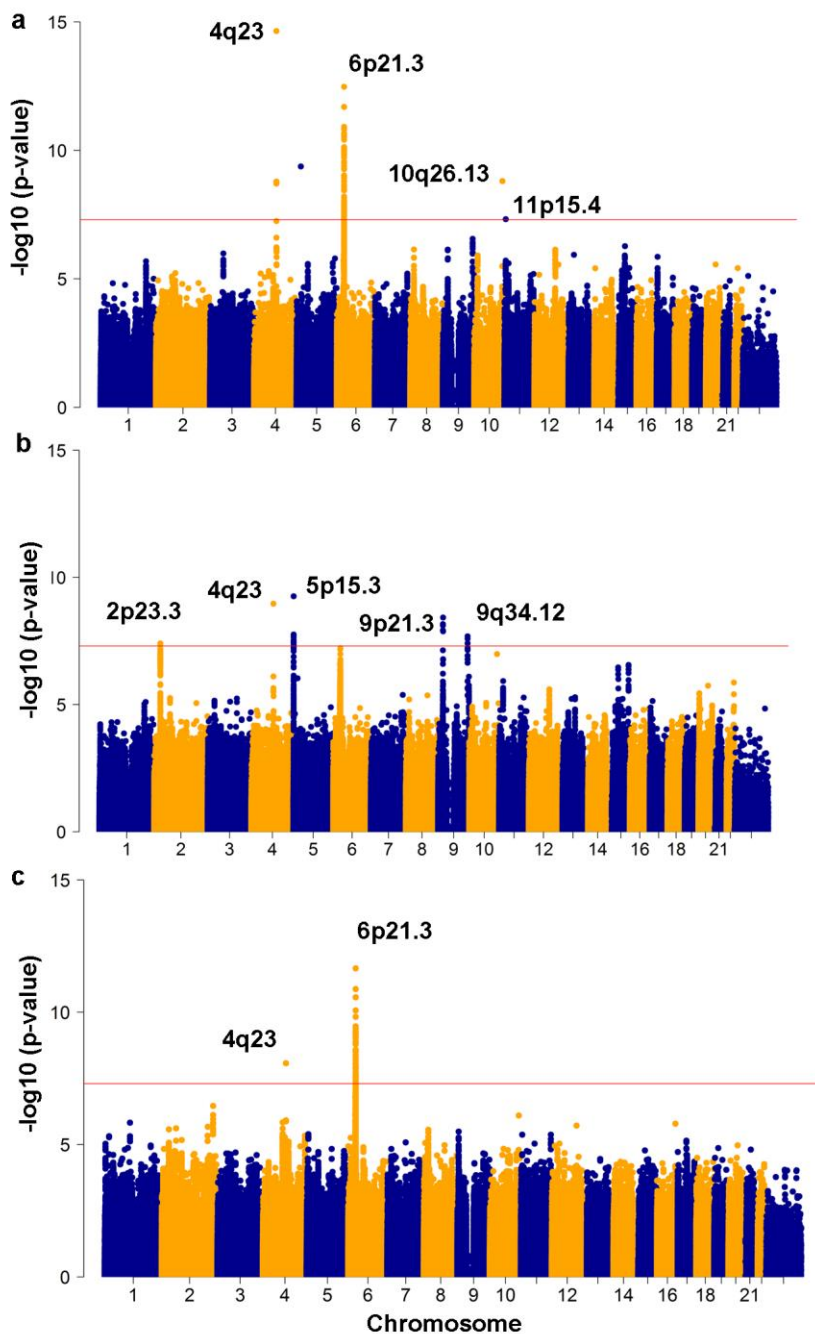 a
15
4q23
6p21.3
10
10q26.13
11p15.4
-log10 (p-value)
5
0
1 2 3 4 5 6 7 8 9 10 12 14 16 18 21
b
15
10
4q23
5p15.3
2p23.3
9p21.3
9q34.12
-log10 (p-value)
5
0
1 2 3 4 5 6 7 8 9 10 12 14 16 18 21
c
15
6p21.3
10
4q23
-log10 (p-value)
5
0
1 2 3 4 5 6 7 8 9 10 12 14 16 18 21
Chromosome